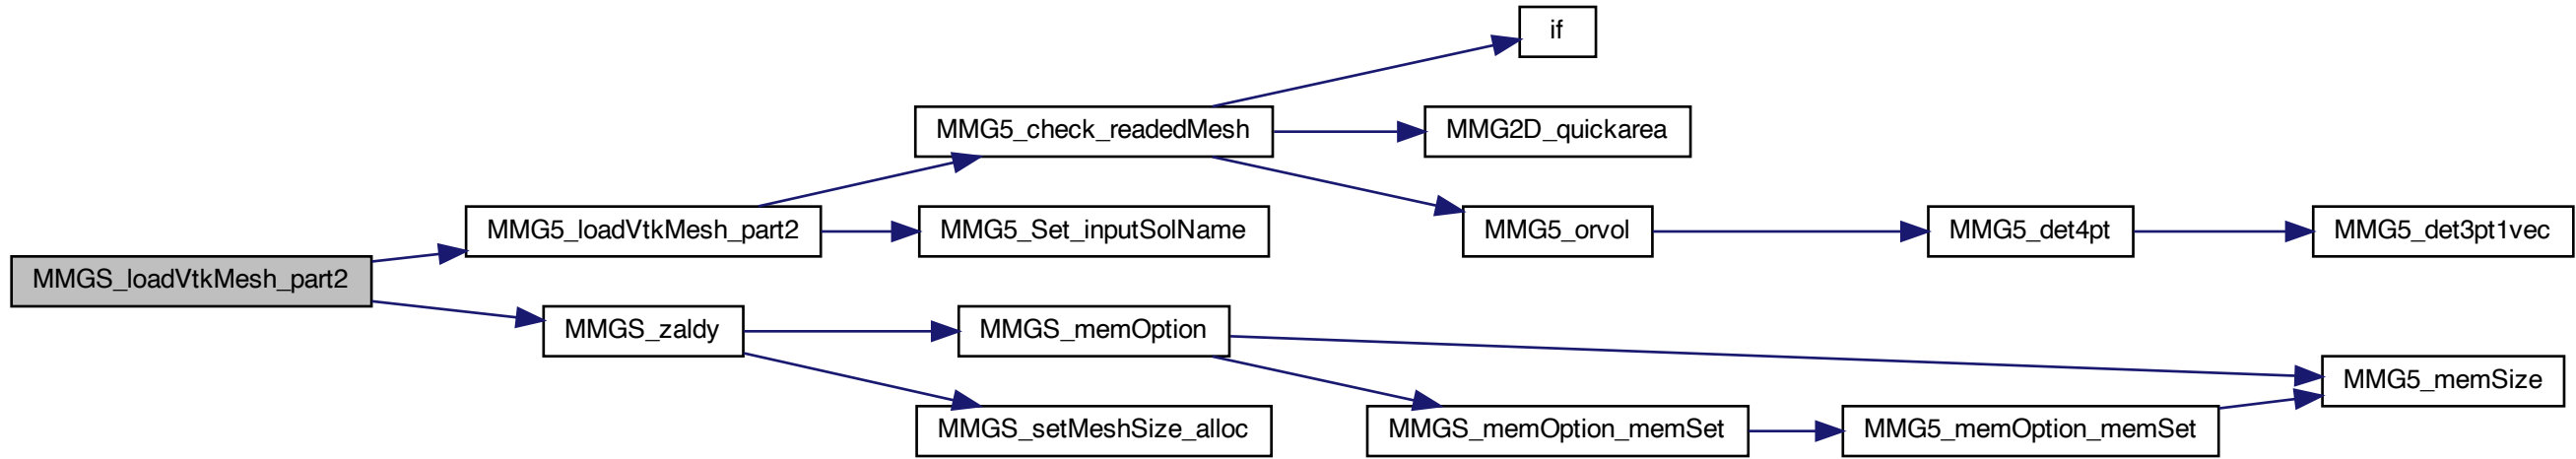 if
MMG5_check_readedMesh
MMG2D_quickarea
MMG5_loadVtkMesh_part2
MMG5_Set_inputSolName
MMG5_orvol
MMG5_det4pt
MMG5_det3pt1vec
MMGS_loadVtkMesh_part2
MMGS_zaldy
MMGS_memOption
MMG5_memSize
MMGS_setMeshSize_alloc
MMGS_memOption_memSet
MMG5_memOption_memSet